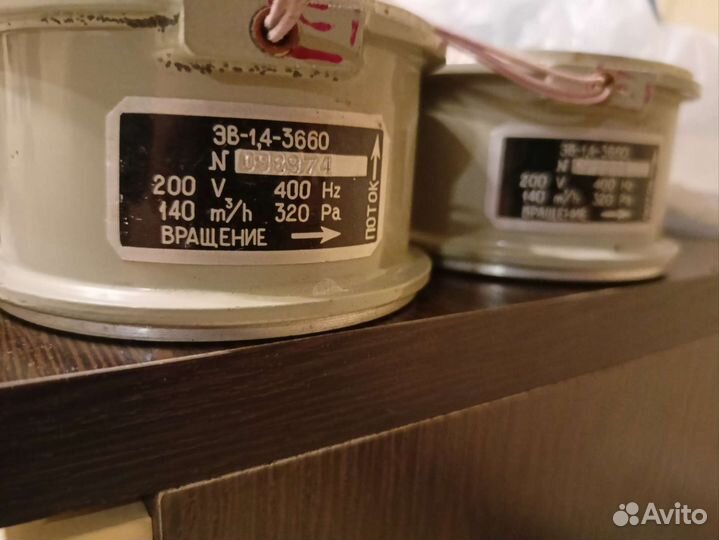 ЭВ-1,4-3660
N 098974
200 V 400 Hz
140 m³/h 320 Pa
ВРАЩЕНИЕ →
ПОТОК →
ЭВ-1,4-3660
N
200 V 400 Hz
140 m³/h 320 Pa
ВРАЩЕНИЕ →
Avito